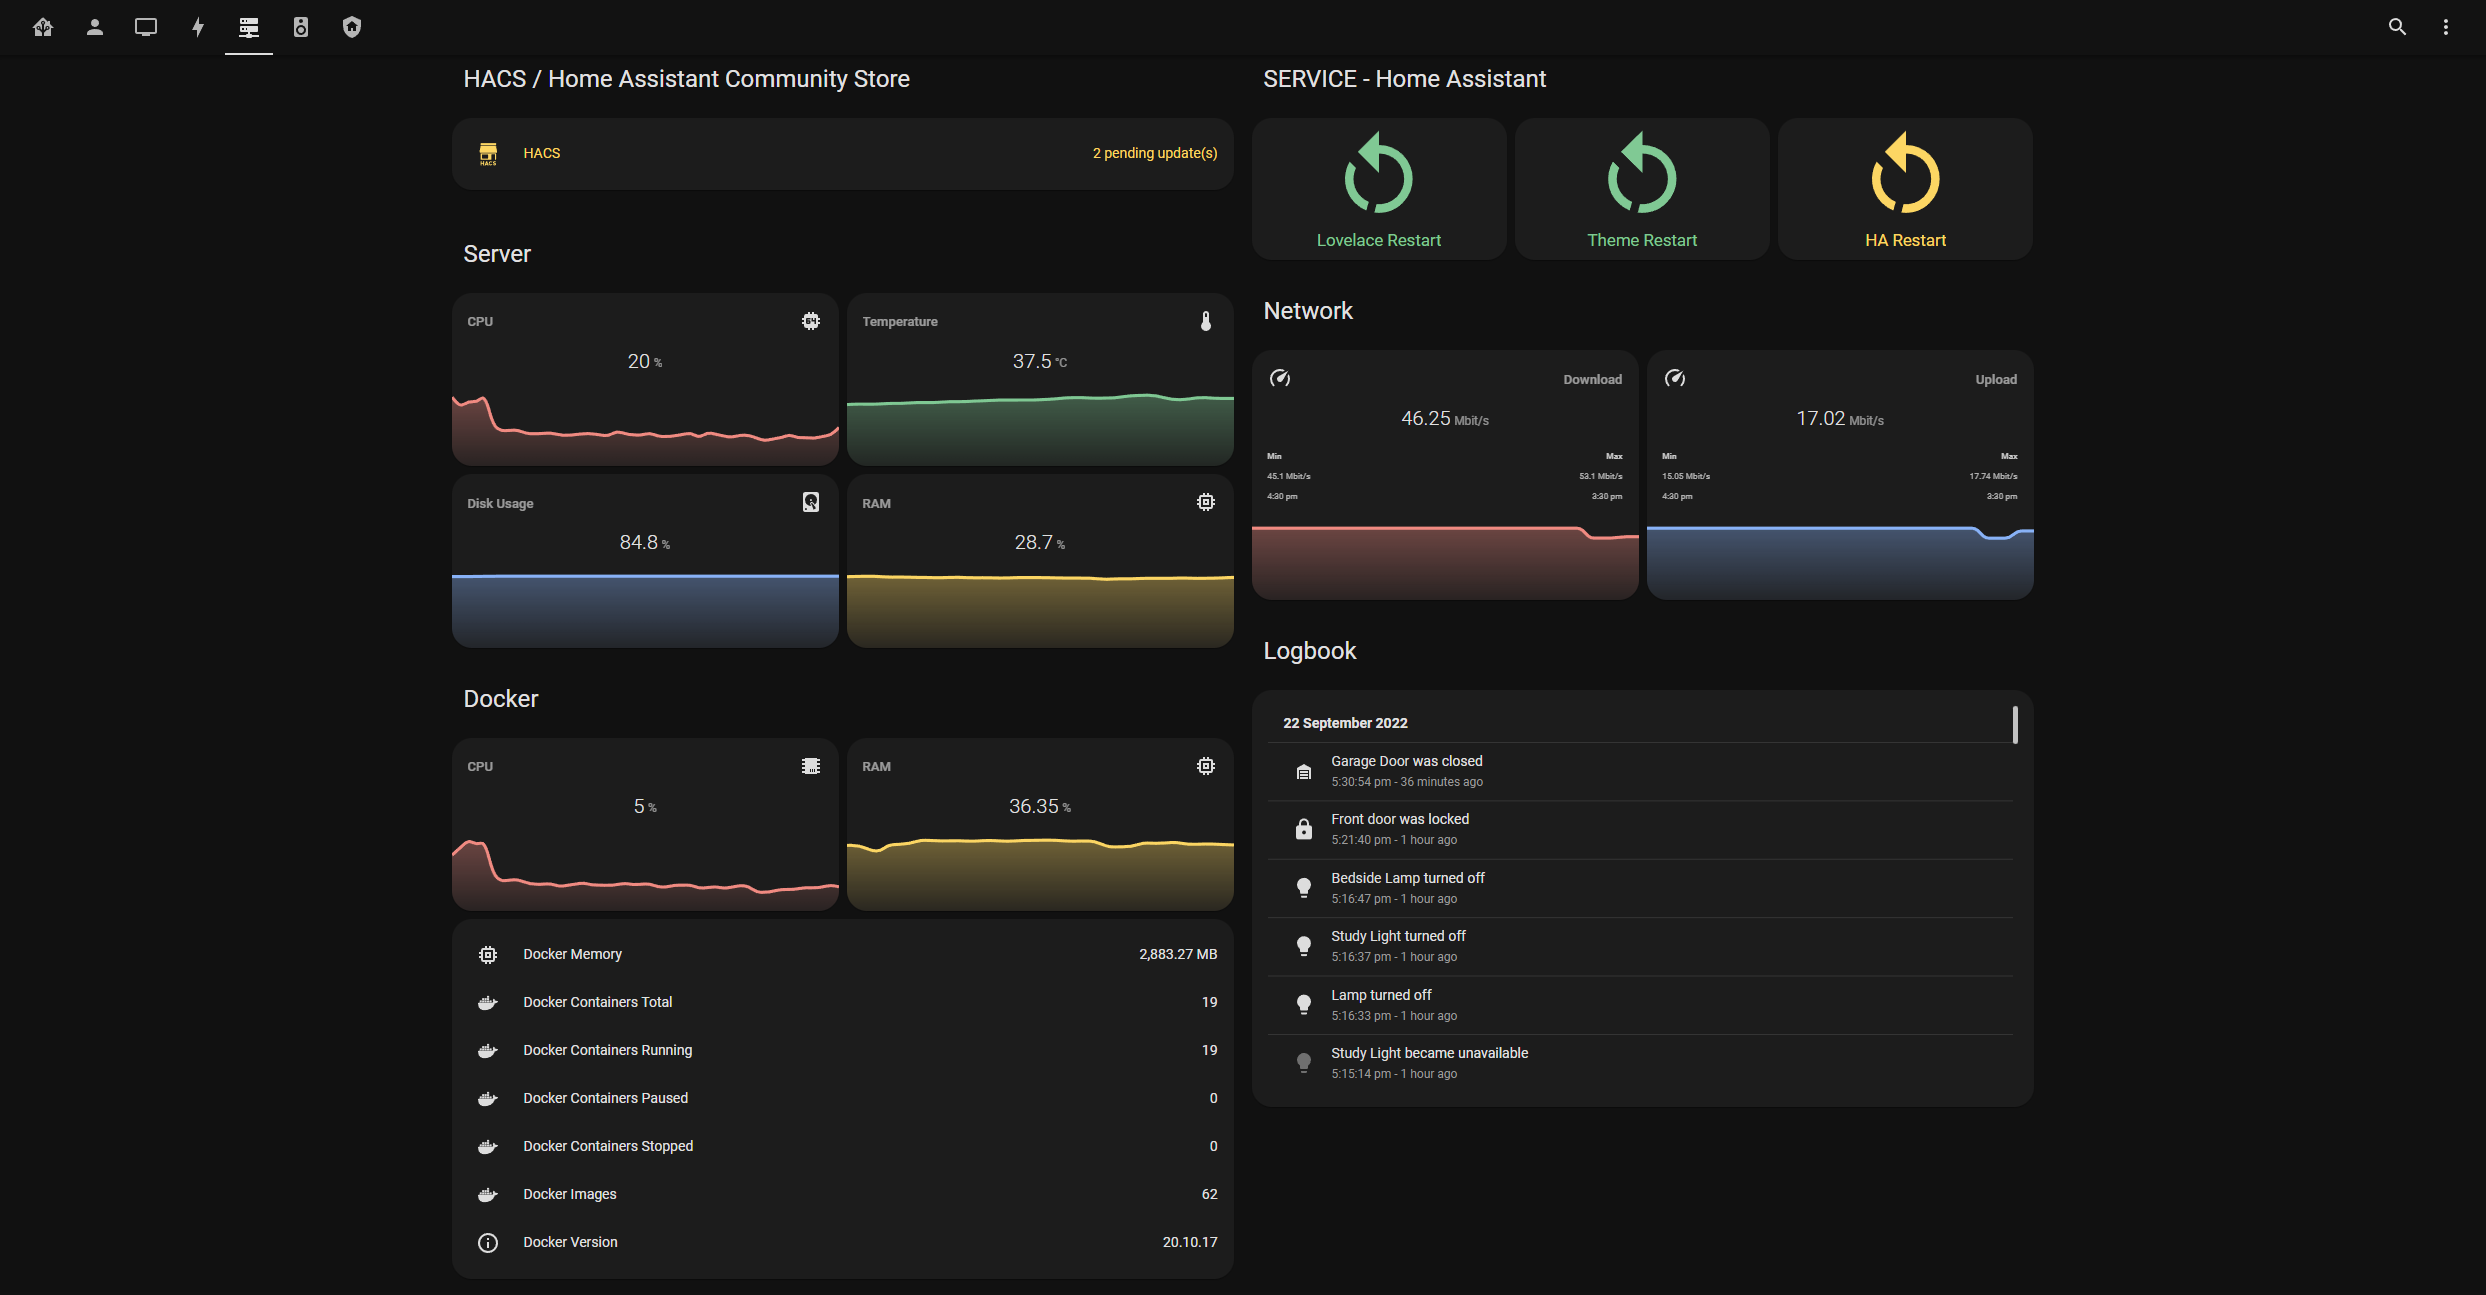 HACS / Home Assistant Community Store
HACS
HACS
2 pending update(s)
Server
CPU
64
20 %
Temperature
37.5 °C
Disk Usage
84.8 %
RAM
28.7 %
Docker
CPU
5 %
RAM
36.35 %
Docker Memory
2,883.27 MB
Docker Containers Total
19
Docker Containers Running
19
Docker Containers Paused
0
Docker Containers Stopped
0
Docker Images
62
Docker Version
20.10.17
SERVICE - Home Assistant
Lovelace Restart
Theme Restart
HA Restart
Network
Download
46.25 Mbit/s
Min
Max
45.1 Mbit/s
53.1 Mbit/s
4:30 pm
3:30 pm
Upload
17.02 Mbit/s
Min
Max
15.05 Mbit/s
17.74 Mbit/s
4:30 pm
3:30 pm
Logbook
22 September 2022
Garage Door was closed
5:30:54 pm - 36 minutes ago
Front door was locked
5:21:40 pm - 1 hour ago
Bedside Lamp turned off
5:16:47 pm - 1 hour ago
Study Light turned off
5:16:37 pm - 1 hour ago
Lamp turned off
5:16:33 pm - 1 hour ago
Study Light became unavailable
5:15:14 pm - 1 hour ago